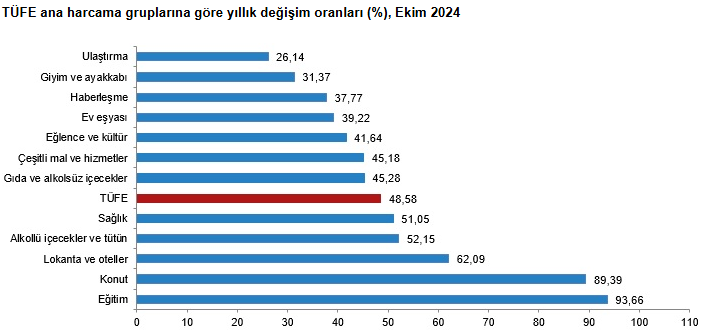 TÜFE ana harcama gruplarına göre yıllık değişim oranları (%), Ekim 2024
Ulaştırma 26,14
Giyim ve ayakkabı 31,37
Haberleşme 37,77
Ev eşyası 39,22
Eğlence ve kültür 41,64
Çeşitli mal ve hizmetler 45,18
Gıda ve alkolsüz içecekler 45,28
TÜFE 48,58
Sağlık 51,05
Alkollü içecekler ve tütün 52,15
Lokanta ve oteller 62,09
Konut 89,39
Eğitim 93,66
0 10 20 30 40 50 60 70 80 90 100 110